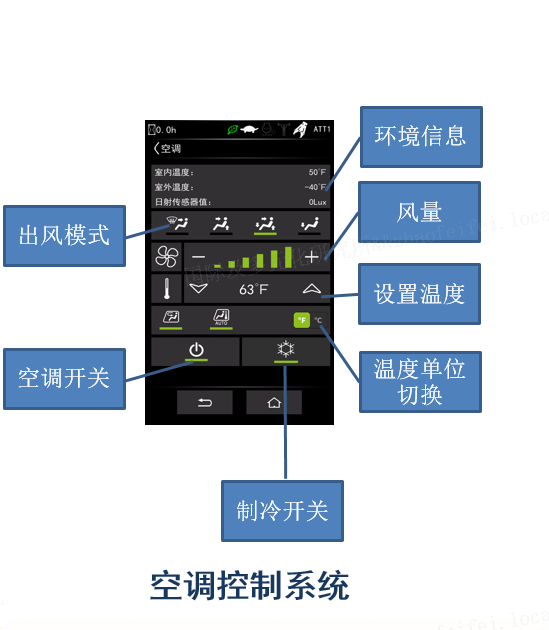 0.0h
ATT1
空调
环境信息
室内温度：
50°F
室外温度：
-40°F
日射传感器值：
0Lux
出风模式
风量
63°F
设置温度
AUTO
°F
°C
空调开关
温度单位
切换
制冷开关
空调控制系统